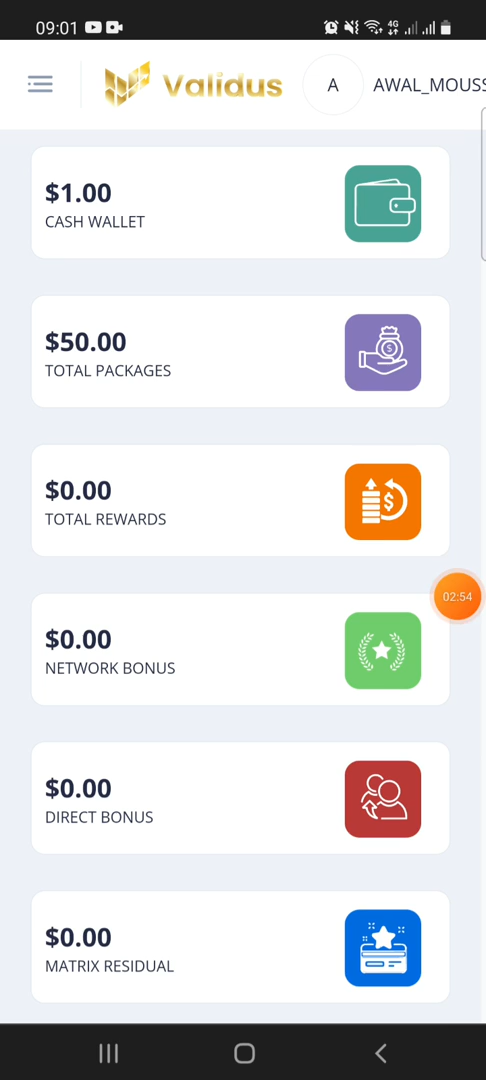 09:01
4G
Validus
A
AWAL_MOUSS
$1.00
CASH WALLET
$50.00
TOTAL PACKAGES
$
$0.00
TOTAL REWARDS
$
02:54
$0.00
NETWORK BONUS
$0.00
DIRECT BONUS
$0.00
MATRIX RESIDUAL